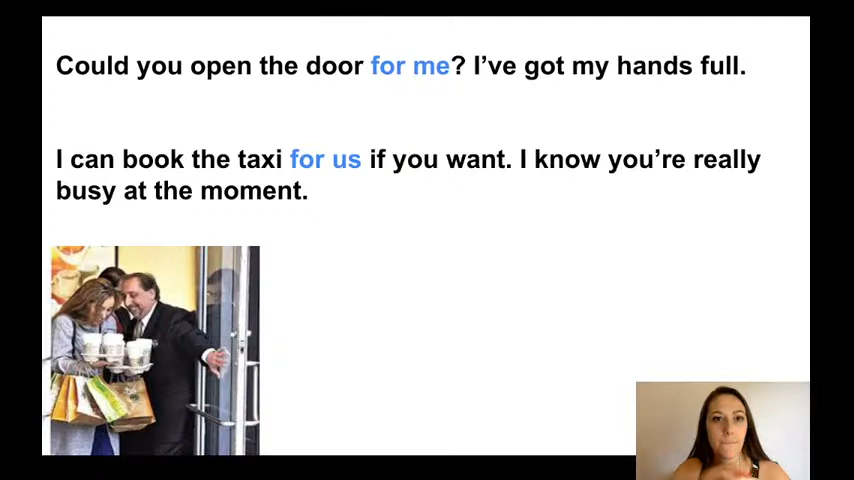 Could you open the door for me? I’ve got my hands full.
I can book the taxi for us if you want. I know you’re really
busy at the moment.